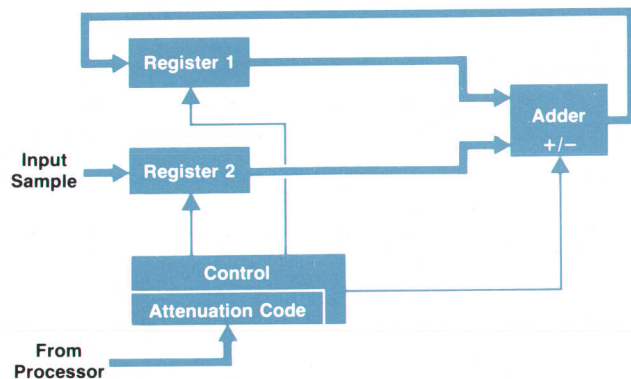 Register 1
Adder
+/−
Input
Sample
Register 2
Control
Attenuation Code
From
Processor